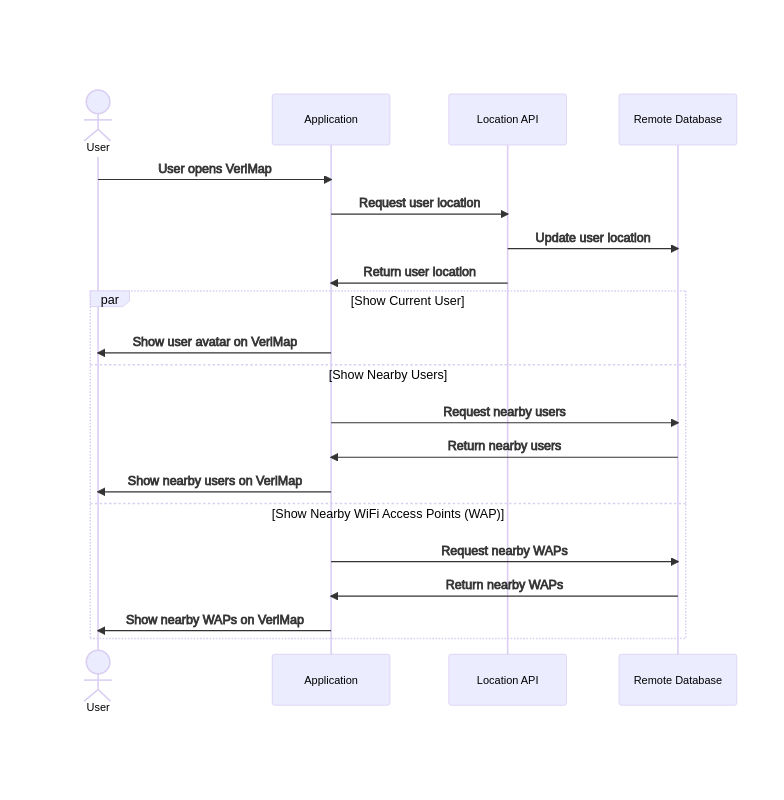 User
Application
Location API
Remote Database
User opens VeriMap
Request user location
Update user location
Return user location
par
[Show Current User]
Show user avatar on VeriMap
[Show Nearby Users]
Request nearby users
Return nearby users
Show nearby users on VeriMap
[Show Nearby WiFi Access Points (WAP)]
Request nearby WAPs
Return nearby WAPs
Show nearby WAPs on VeriMap
User
Application
Location API
Remote Database